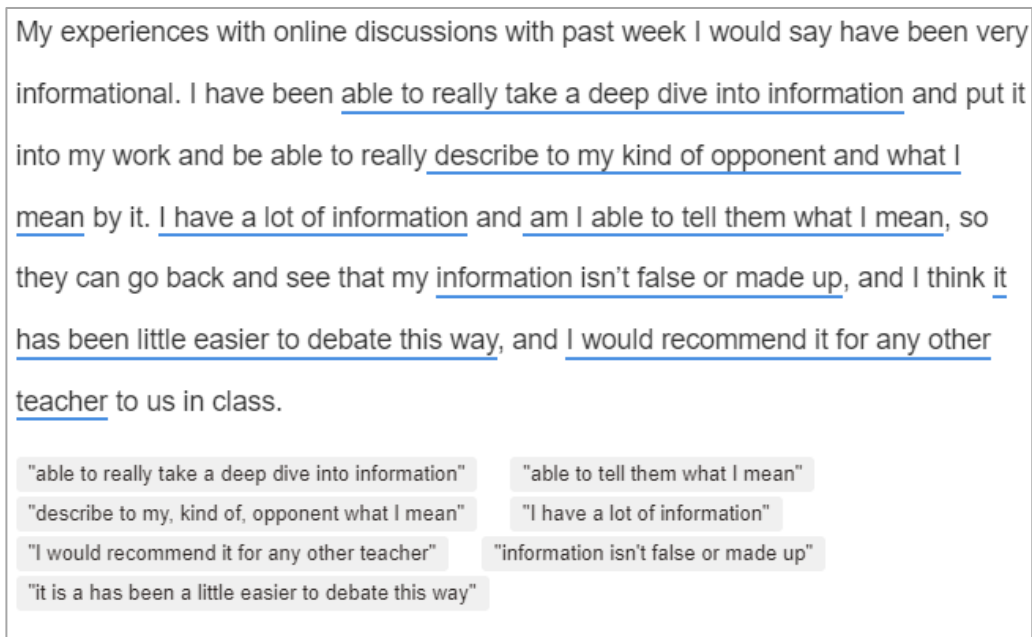 My experiences with online discussions with past week I would say have been very
informational. I have been able to really take a deep dive into information and put it
into my work and be able to really describe to my kind of opponent and what I
mean by it. I have a lot of information and am I able to tell them what I mean, so
they can go back and see that my information isn’t false or made up, and I think it
has been little easier to debate this way, and I would recommend it for any other
teacher to us in class.
"able to really take a deep dive into information" "able to tell them what I mean"
"describe to my, kind of, opponent what I mean" "I have a lot of information"
"I would recommend it for any other teacher" "information isn't false or made up"
"it is a has been a little easier to debate this way"